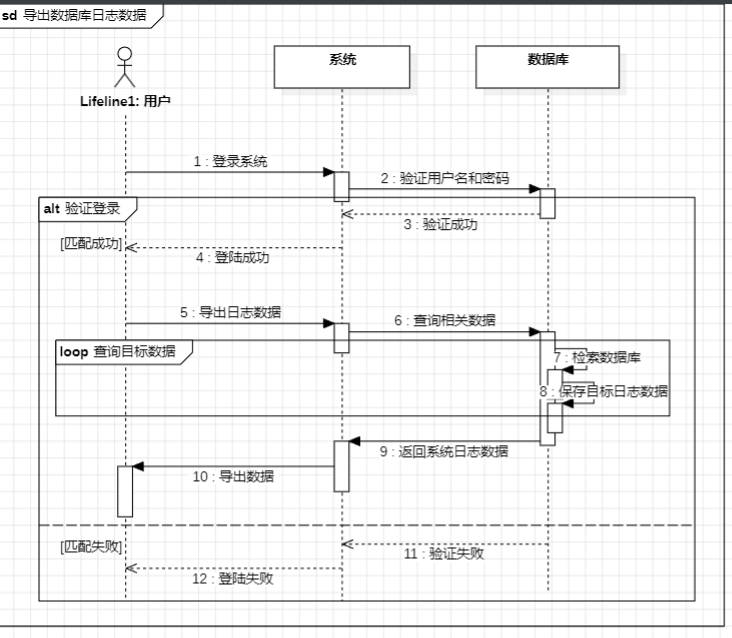 sd 导出数据库日志数据
系统
数据库
Lifeline1: 用户
1 : 登录系统
2 : 验证用户名和密码
alt 验证登录
3 : 验证成功
[匹配成功]
4 : 登陆成功
5 : 导出日志数据
6 : 查询相关数据
loop 查询目标数据
7 : 检索数据库
8 : 保存目标日志数据
9 : 返回系统日志数据
10 : 导出数据
[匹配失败]
11 : 验证失败
12 : 登陆失败